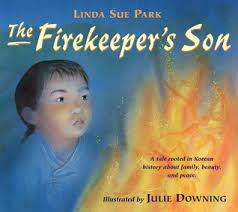 LINDA SUE PARK
The Firekeeper's Son
A tale rooted in Korean
history about family, beauty,
and peace.
Illustrated by JULIE DOWNING